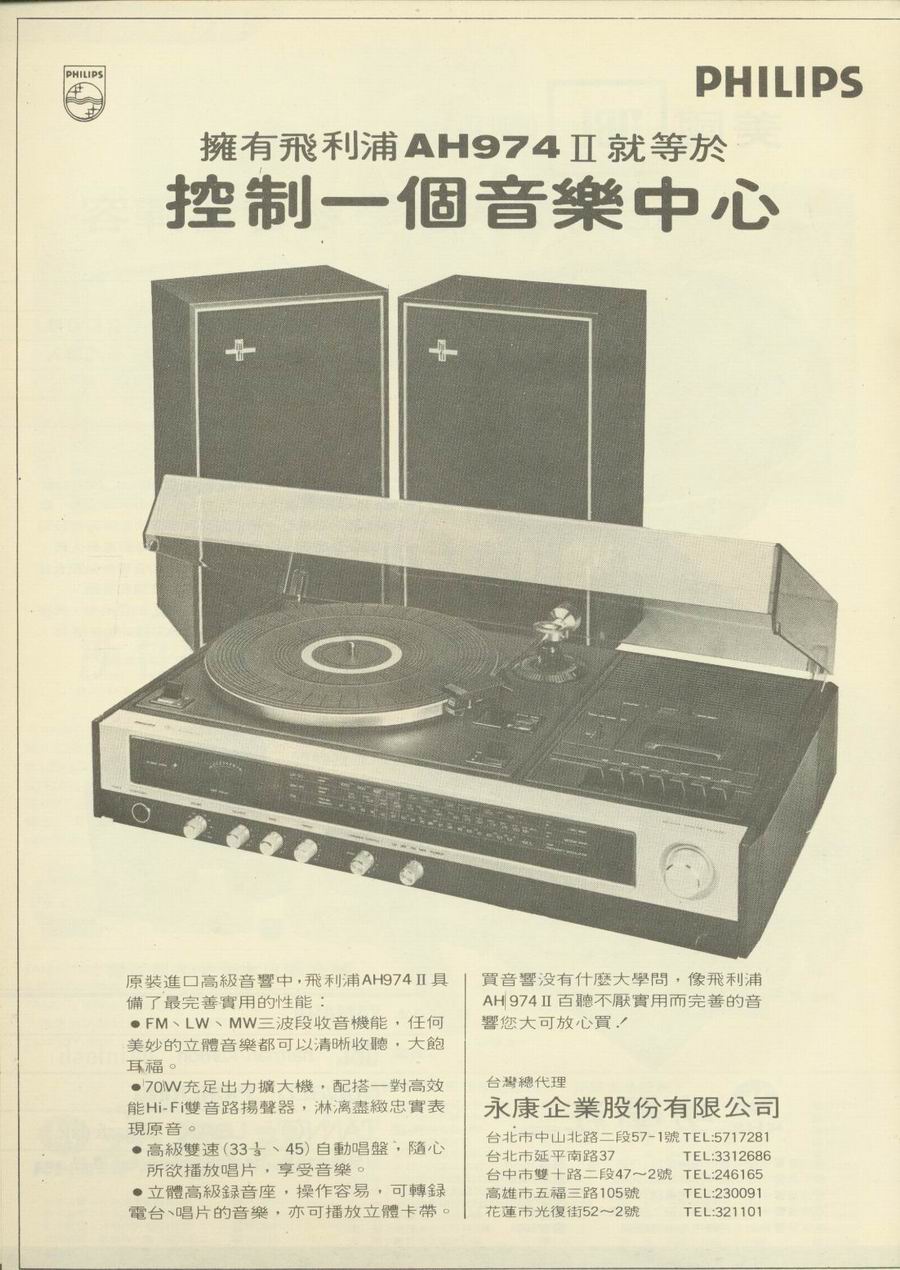 PHILIPS
PHILIPS
擁有飛利浦AH974 II 就等於
控制一個音樂中心
原裝進口高級音響中,飛利浦AH974 II 具
備了最完善實用的性能:
●FM、LW、MW三波段收音機能,任何
美妙的立體音樂都可以清晰收聽,大飽
耳福。
●70W充足出力擴大機,配搭一對高效
能Hi-Fi雙音路揚聲器,淋漓盡緻忠實表
現原音。
●高級雙速(33⅓、45)自動唱盤,隨心
所欲播放唱片,享受音樂。
●立體高級録音座,操作容易,可轉録
電台、唱片的音樂,亦可播放立體卡帶。
買音響没有什麼大學問,像飛利浦
AH974 II 百聽不厭實用而完善的音
響您大可放心買!
台灣總代理
永康企業股份有限公司
台北市中山北路二段57-1號 TEL:5717281
台北市延平南路37 TEL:3312686
台中市雙十路二段47~2號 TEL:246165
高雄市五福三路105號 TEL:230091
花蓮市光復街52~2號 TEL:321101